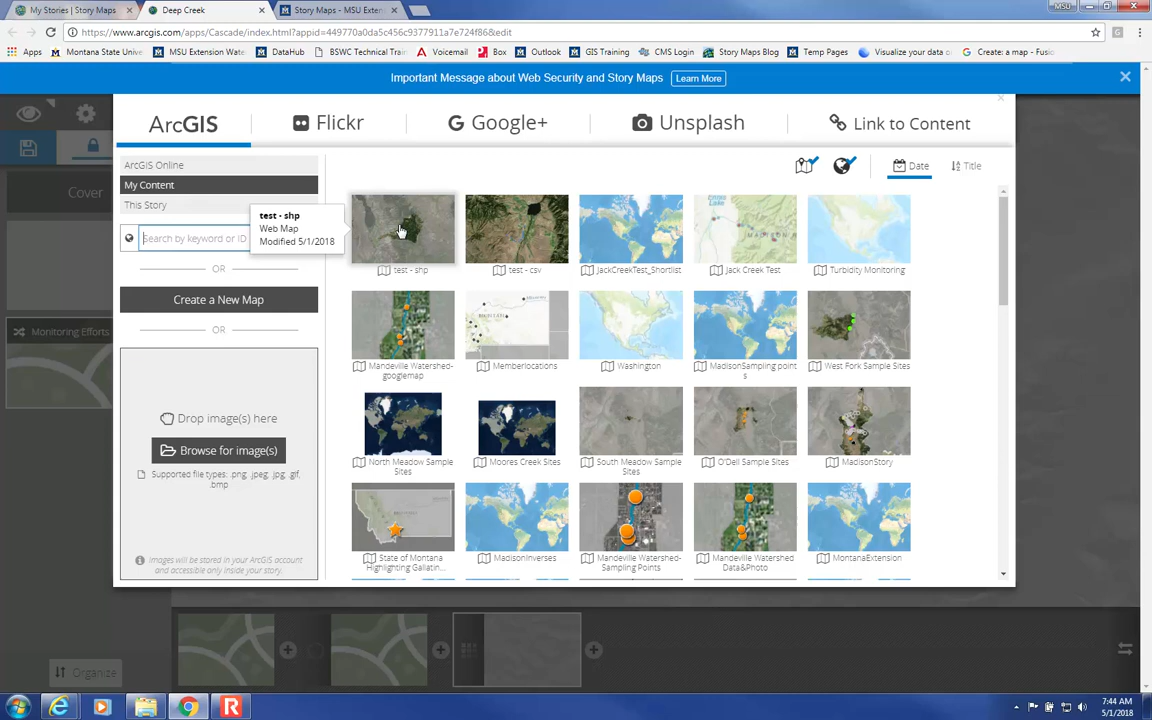 My Stories | Story Maps
Deep Creek
Story Maps – MSU Exten
MSU
https://www.arcgis.com/apps/Cascade/index.html?appid=449770a0d5c456c9377911a7e724f86&edit
Apps
Montana State Univ
MSU Extension Wate
DataHub
BSWC Technical Train
Voicemail
Box
Outlook
GIS Training
CMS Login
Story Maps Blog
Temp Pages
Visualize your data o
Create: a map - Fusio
Important Message about Web Security and Story Maps
Learn More
ArcGIS
Flickr
Google+
Unsplash
Link to Content
ArcGIS Online
My Content
This Story
Date
Title
Search by keyword or ID
test - shp
Web Map
Modified 5/1/2018
OR
Create a New Map
OR
Drop image(s) here
Browse for image(s)
Supported file types: .png, .jpeg, .jpg, .gif,
.bmp
Images will be stored in your ArcGIS account
and accessible only inside your story.
test - shp
test - csv
JackCreekTest_Shortlist
Jack Creek Test
Turbidity Monitoring
Mandeville Watershed-
googlemap
Memberlocations
Washington
MadisonSampling point
s
West Fork Sample Sites
North Meadow Sample
Sites
Moores Creek Sites
South Meadow Sample
Sites
O'Dell Sample Sites
MadisonStory
State of Montana
Highlighting Gallatin...
MadisonInverses
Mandeville Watershed-
Sampling Points
Mandeville Watershed
Data&Photo
MontanaExtension
Cover
Monitoring Efforts
Organize
7:44 AM
5/1/2018